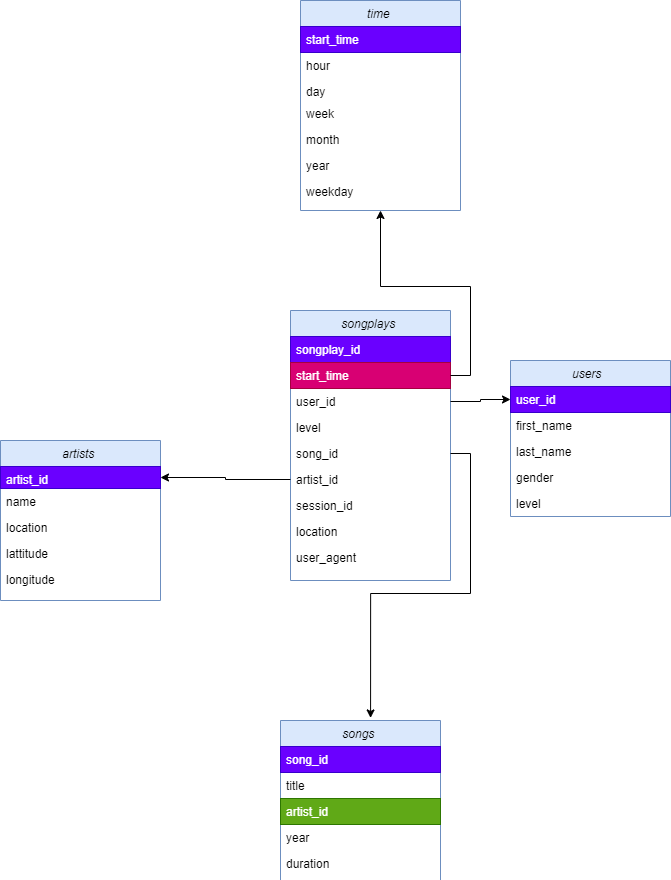 time
start_time
hour
day
week
month
year
weekday
songplays
songplay_id
start_time
user_id
level
song_id
artist_id
session_id
location
user_agent
users
user_id
first_name
last_name
gender
level
artists
artist_id
name
location
lattitude
longitude
songs
song_id
title
artist_id
year
duration